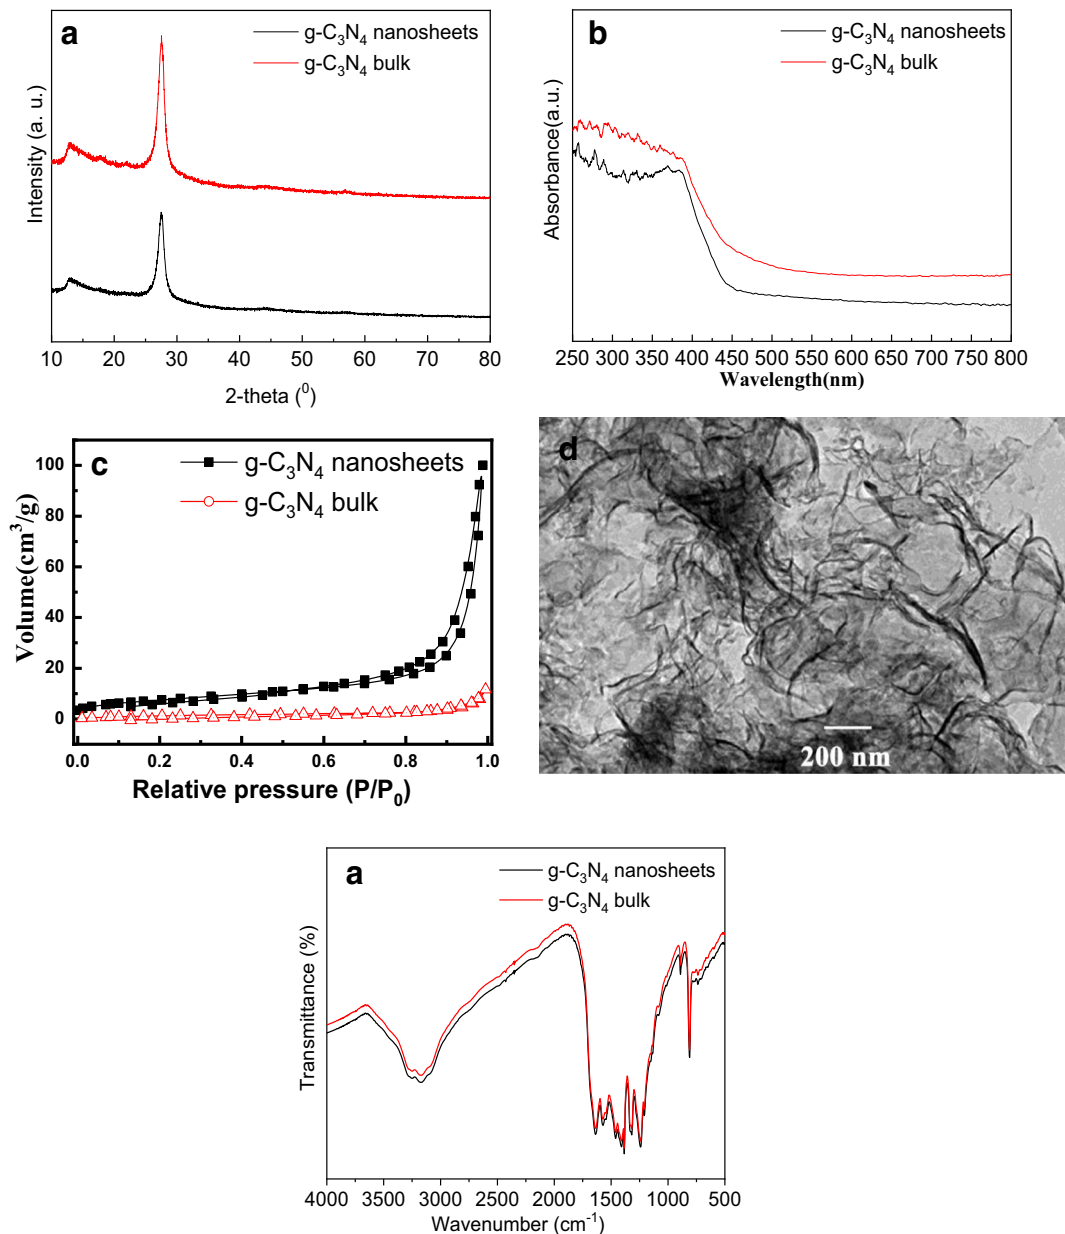 a
g-C₃N₄ nanosheets
g-C₃N₄ bulk
Intensity (a. u.)
10 20 30 40 50 60 70 80
2-theta (⁰)
b
g-C₃N₄ nanosheets
g-C₃N₄ bulk
Absorbance(a.u.)
250 300 350 400 450 500 550 600 650 700 750 800
Wavelength(nm)
c
g-C₃N₄ nanosheets
g-C₃N₄ bulk
Volume(cm³/g)
100
80
60
40
20
0
0.0 0.2 0.4 0.6 0.8 1.0
Relative pressure (P/P₀)
d
200 nm
a
g-C₃N₄ nanosheets
g-C₃N₄ bulk
Transmittance (%)
4000 3500 3000 2500 2000 1500 1000 500
Wavenumber (cm⁻¹)